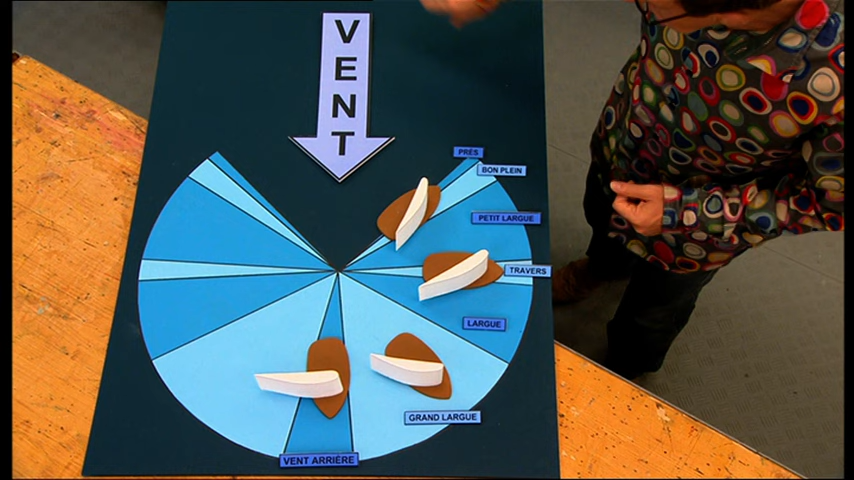 VENT
PRÈS
BON PLEIN
PETIT LARGUE
TRAVERS
LARGUE
GRAND LARGUE
VENT ARRIÈRE